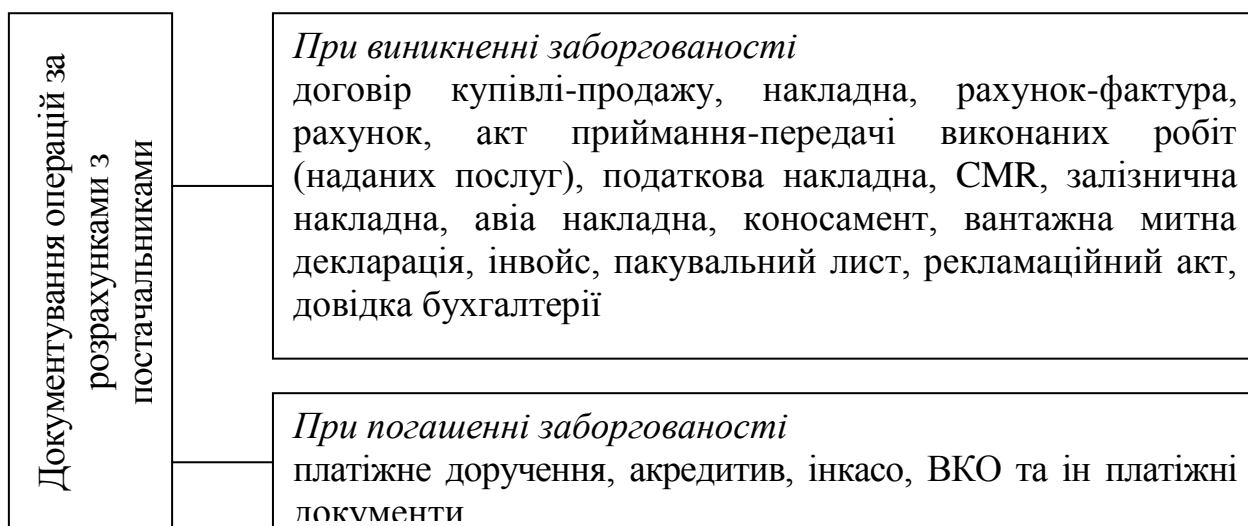 Документування операцій за
розрахунками з
постачальниками
При виникненні заборгованості
договір купівлі-продажу, накладна, рахунок-фактура,
рахунок, акт приймання-передачі виконаних робіт
(наданих послуг), податкова накладна, CMR, залізнична
накладна, авіа накладна, коносамент, вантажна митна
декларація, інвойс, пакувальний лист, рекламаційний акт,
довідка бухгалтерії
При погашенні заборгованості
платіжне доручення, акредитив, інкасо, ВКО та ін платіжні
документи